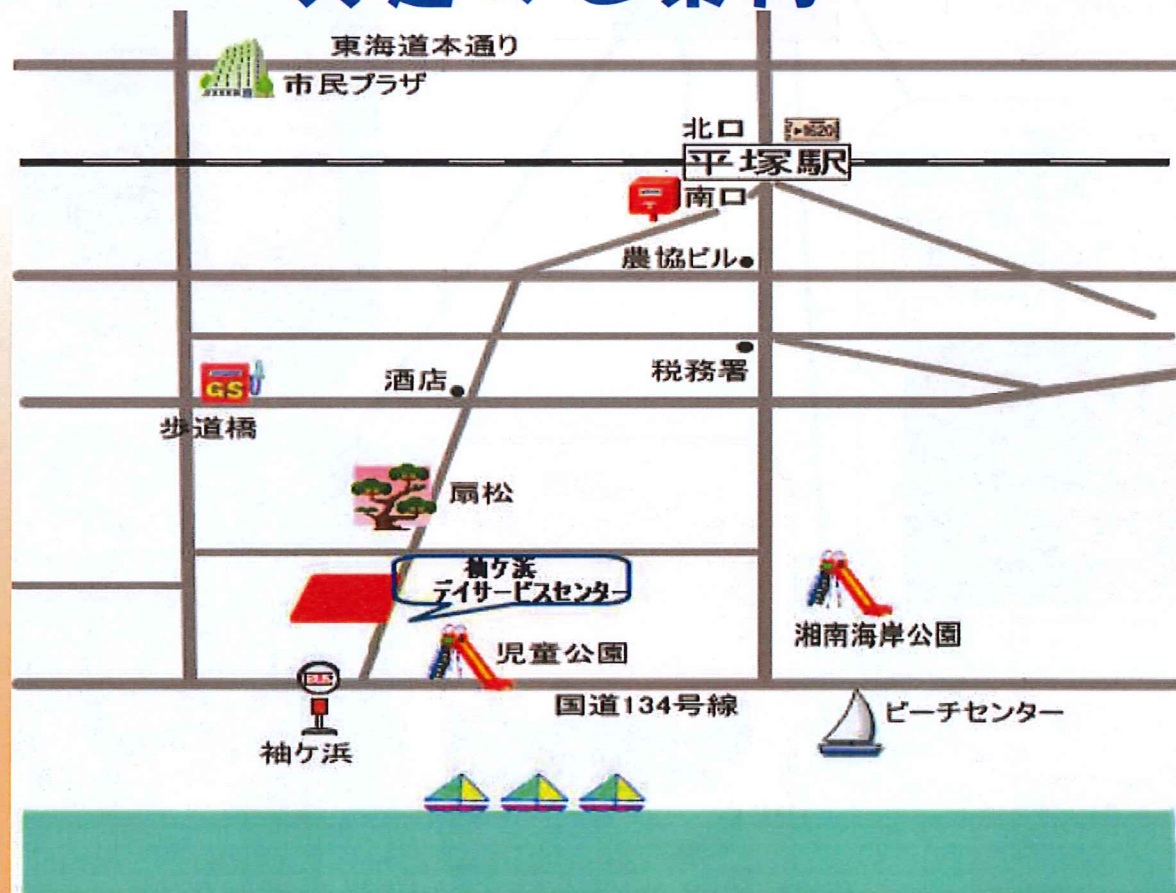 東海道本通り
市民プラザ
北口
平塚駅
南口
農協ビル
税務署
酒店
GS
歩道橋
扇松
袖ケ浜
デイサービスセンター
湘南海岸公園
児童公園
BUS
国道134号線
ビーチセンター
袖ケ浜